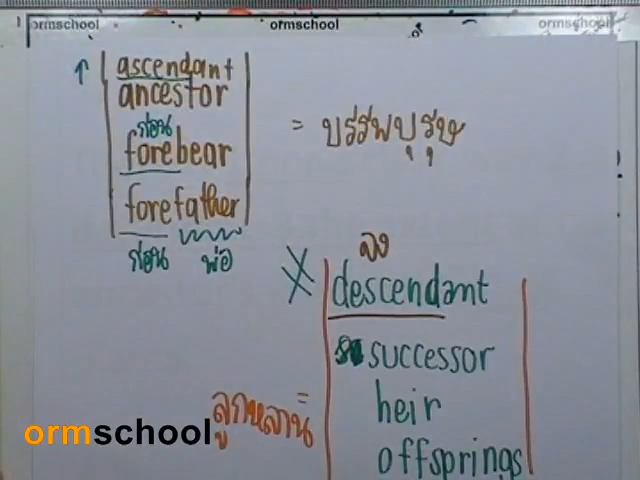 ormschool ormschool ormschool
↑ ascendant
ancestor
ก่อน
forebear
= บรรพบุรุษ
forefather
ก่อน พ่อ
ลง
descendant
successor
ลูกหลาน
heir
offsprings
ormschool